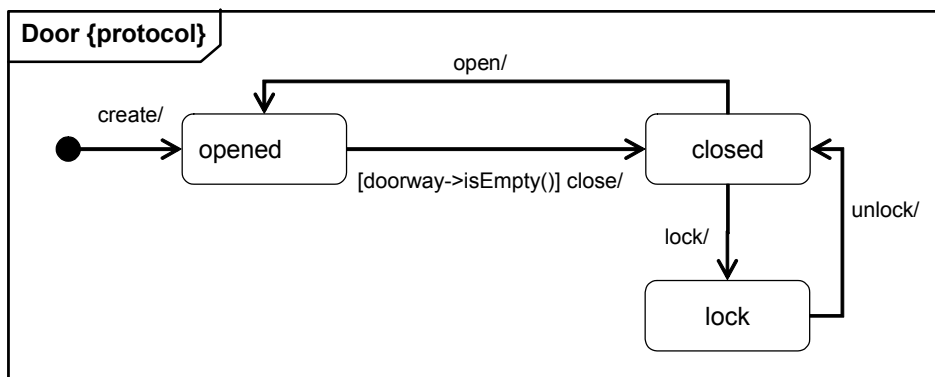 Door {protocol}
open/
create/
opened
closed
[doorway->isEmpty()] close/
unlock/
lock/
lock